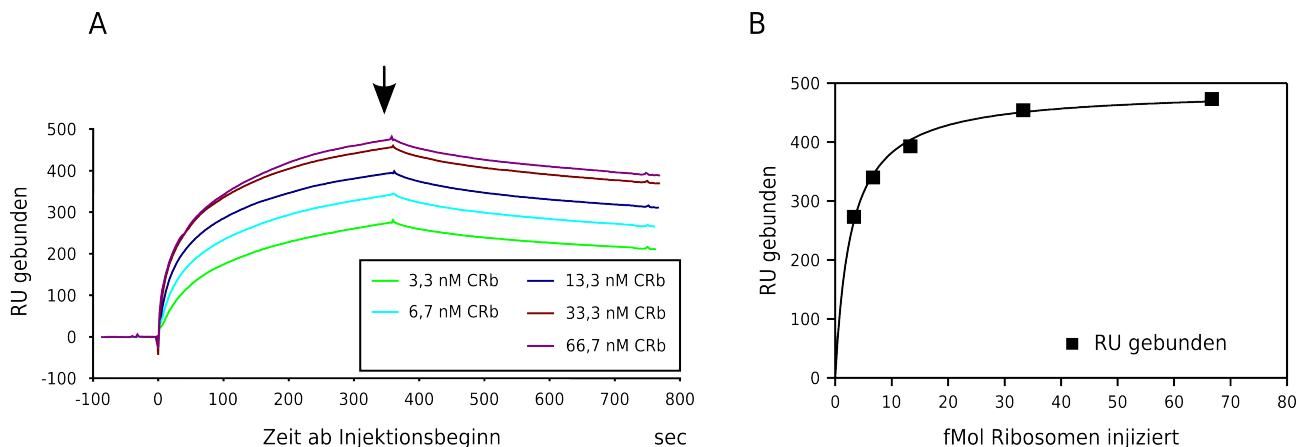 A
500
400
300
200
100
0
-100
RU gebunden
-100 0 100 200 300 400 500 600 700 800
Zeit ab Injektionsbeginn sec
3,3 nM CRb
6,7 nM CRb
13,3 nM CRb
33,3 nM CRb
66,7 nM CRb
B
500
400
300
200
100
0
RU gebunden
RU gebunden
0 10 20 30 40 50 60 70 80
fMol Ribosomen injiziert